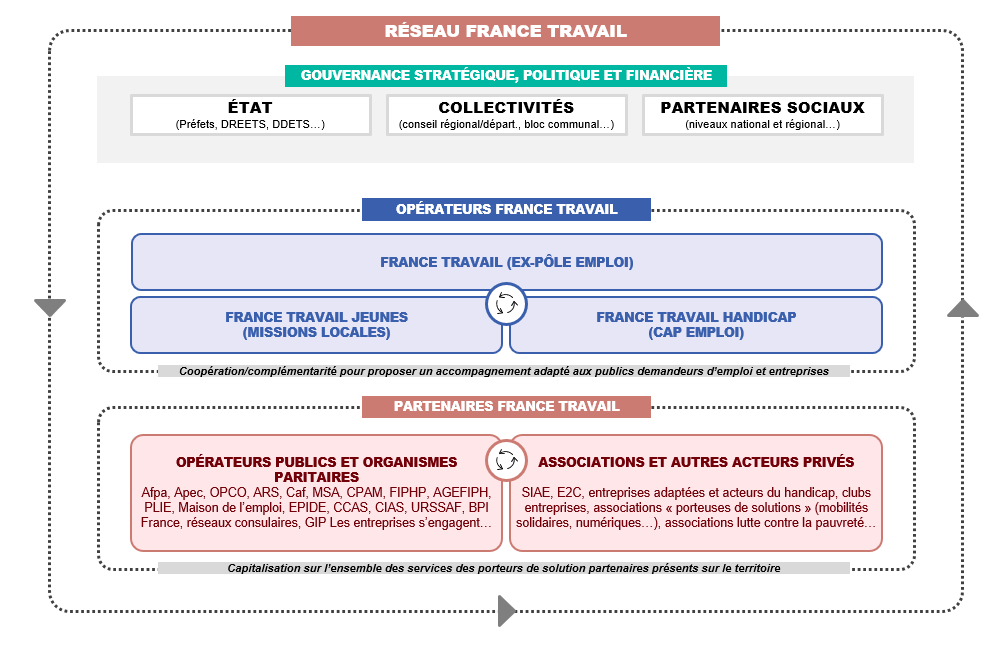 RÉSEAU FRANCE TRAVAIL
GOUVERNANCE STRATÉGIQUE, POLITIQUE ET FINANCIÈRE
ÉTAT
(Préfets, DREETS, DDETS…)
COLLECTIVITÉS
(conseil régional/départ., bloc communal…)
PARTENAIRES SOCIAUX
(niveaux national et régional…)
OPÉRATEURS FRANCE TRAVAIL
FRANCE TRAVAIL (EX-PÔLE EMPLOI)
FRANCE TRAVAIL JEUNES
(MISSIONS LOCALES)
FRANCE TRAVAIL HANDICAP
(CAP EMPLOI)
Coopération/complémentarité pour proposer un accompagnement adapté aux publics demandeurs d'emploi et entreprises
PARTENAIRES FRANCE TRAVAIL
OPÉRATEURS PUBLICS ET ORGANISMES
PARITAIRES
Afpa, Apec, OPCO, ARS, Caf, MSA, CPAM, FIPHP, AGEFIPH,
PLIE, Maison de l'emploi, EPIDE, CCAS, CIAS, URSSAF, BPI
France, réseaux consulaires, GIP Les entreprises s'engagent…
ASSOCIATIONS ET AUTRES ACTEURS PRIVÉS
SIAE, E2C, entreprises adaptées et acteurs du handicap, clubs
entreprises, associations « porteuses de solutions » (mobilités
solidaires, numériques…), associations lutte contre la pauvreté…
Capitalisation sur l'ensemble des services des porteurs de solution partenaires présents sur le territoire